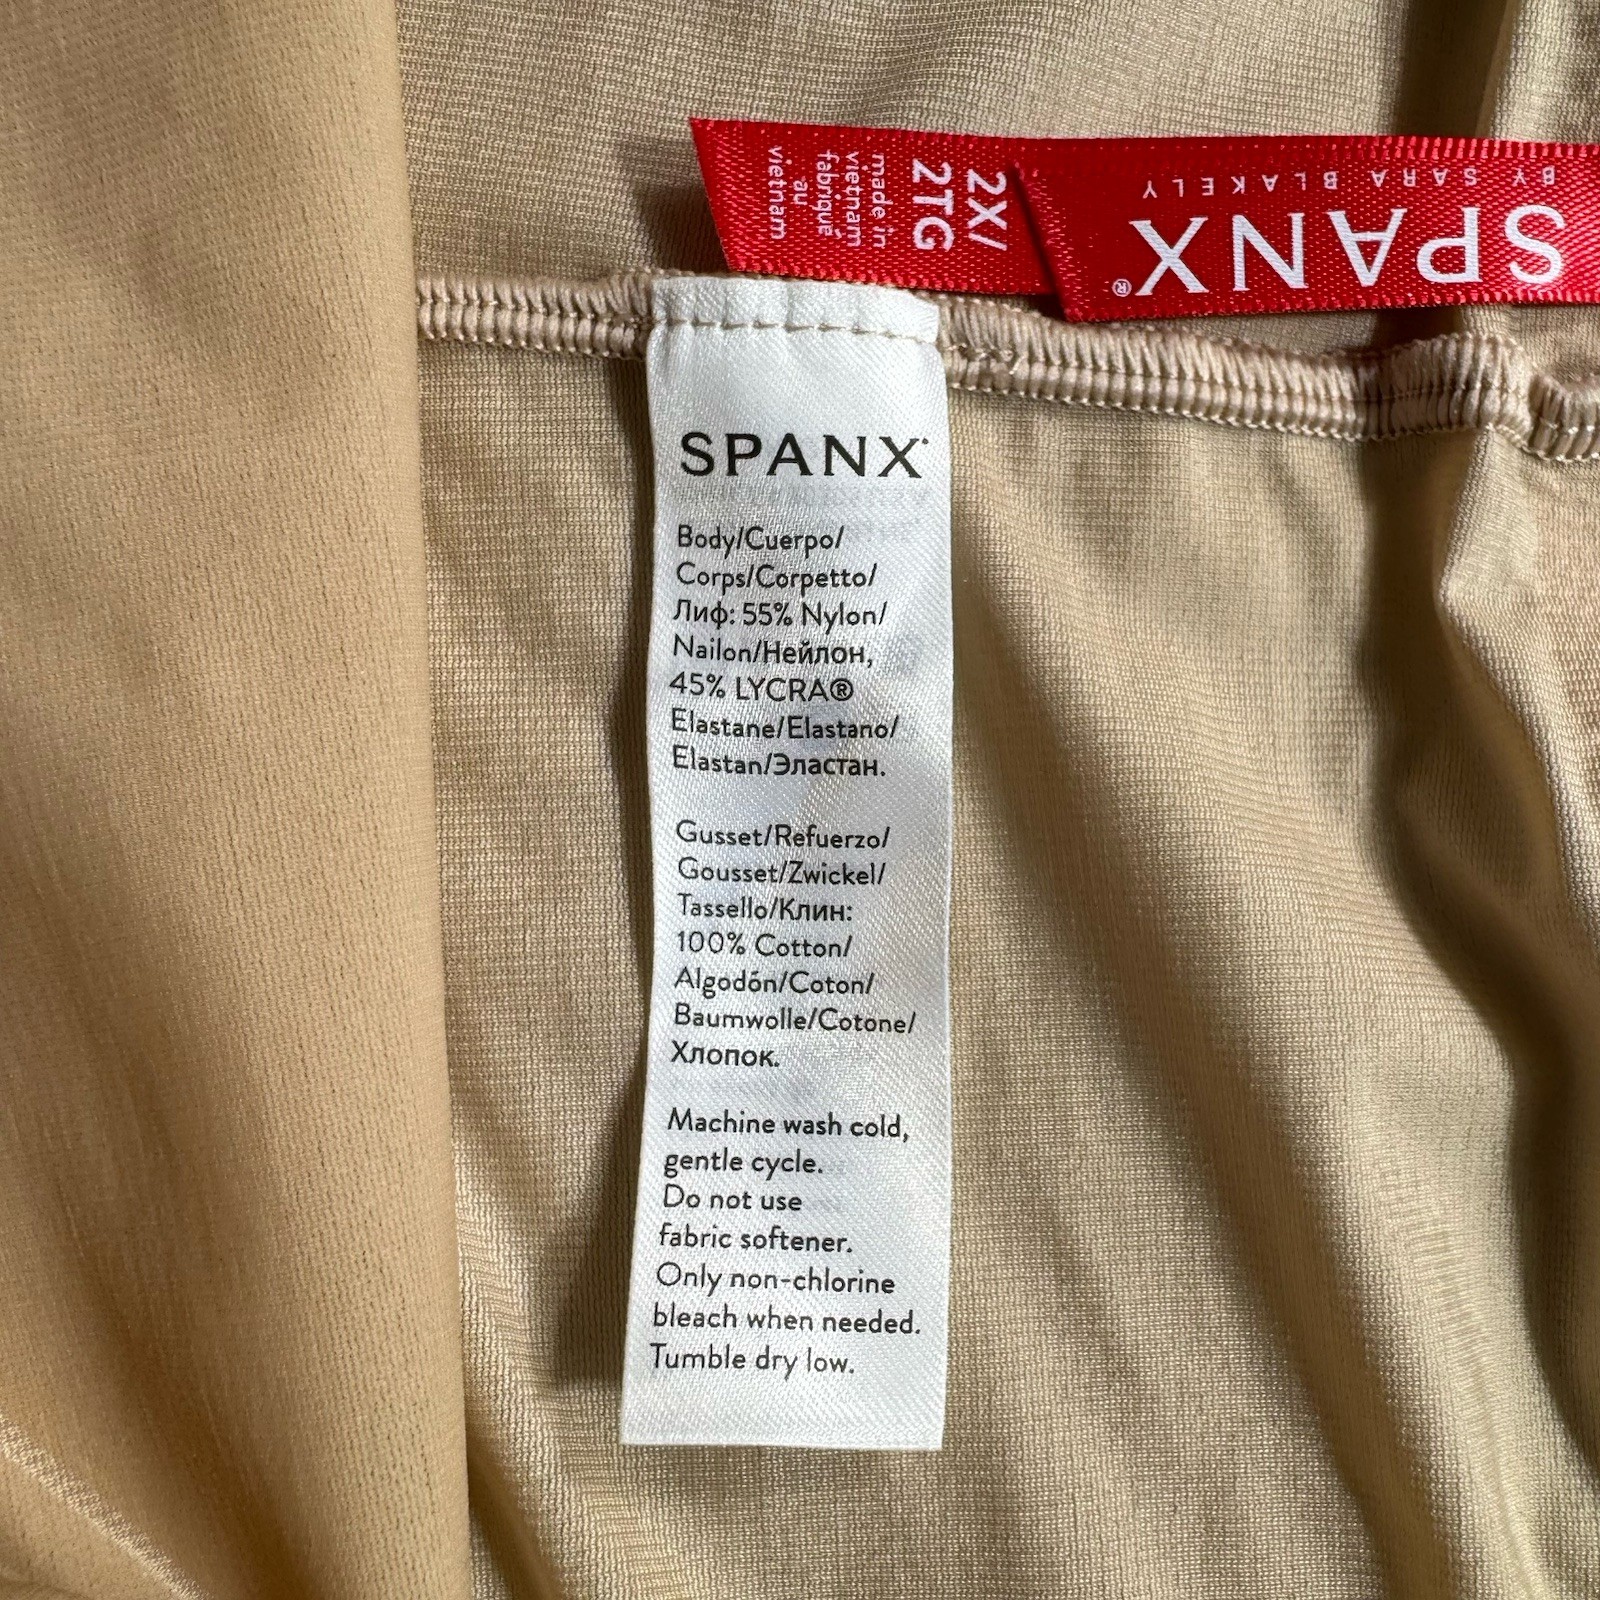 2X/
2TG
made in
vietnam
fabriqué
au
vietnam
SPANX®
BY SARA BLAKELY
SPANX
Body/Cuerpo/
Corps/Corpetto/
Лиф: 55% Nylon/
Nailon/Нейлон,
45% LYCRA®
Elastane/Elastano/
Elastan/Эластан.
Gusset/Refuerzo/
Gousset/Zwickel/
Tassello/Клин:
100% Cotton/
Algodón/Coton/
Baumwolle/Cotone/
Хлопок.
Machine wash cold,
gentle cycle.
Do not use
fabric softener.
Only non-chlorine
bleach when needed.
Tumble dry low.